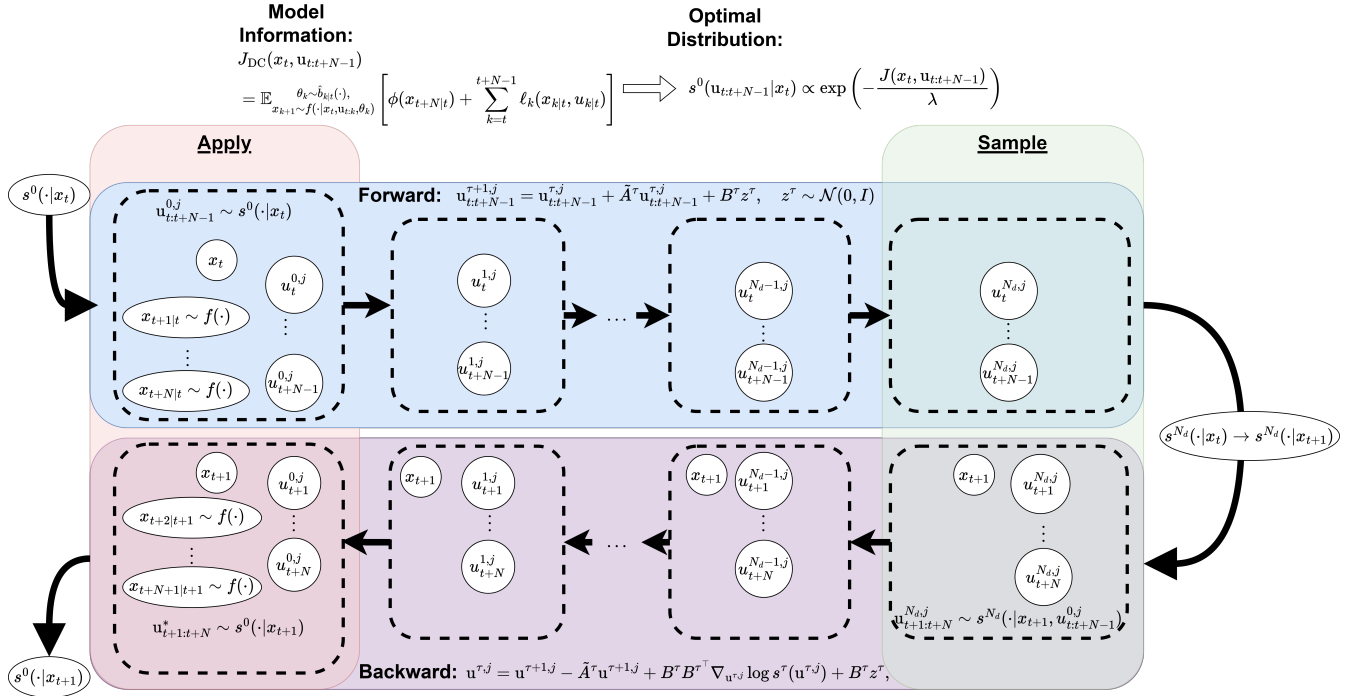 Model
Information:
Optimal
Distribution:
J_DC(x_t, u_{t:t+N−1})
= 𝔼_{θ_k∼b̂_{k|t}(·), x_{k+1}∼f(·|x_t,u_{t:k},θ_k)} [ϕ(x_{t+N|t}) + ∑_{k=t}^{t+N−1} ℓ_k(x_{k|t}, u_{k|t})]
s^0(u_{t:t+N−1}|x_t) ∝ exp(−J(x_t, u_{t:t+N−1})/λ)
Apply
Sample
s^0(·|x_t)
Forward: u^{τ+1,j}_{t:t+N−1} = u^{τ,j}_{t:t+N−1} + Ã^τ u^{τ,j}_{t:t+N−1} + B^τ z^τ, z^τ ∼ 𝒩(0, I)
u^{0,j}_{t:t+N−1} ∼ s^0(·|x_t)
x_t
u^{0,j}_t
x_{t+1|t} ∼ f(·)
⋮
⋮
x_{t+N|t} ∼ f(·)
u^{0,j}_{t+N−1}
u^{1,j}_t
⋮
u^{1,j}_{t+N−1}
…
u^{N_d−1,j}_t
⋮
u^{N_d−1,j}_{t+N−1}
u^{N_d,j}_t
⋮
u^{N_d,j}_{t+N−1}
s^{N_d}(·|x_t) → s^{N_d}(·|x_{t+1})
x_{t+1}
u^{0,j}_{t+1}
x_{t+2|t+1} ∼ f(·)
⋮
⋮
x_{t+N+1|t+1} ∼ f(·)
u^{0,j}_{t+N}
u^*_{t+1:t+N} ∼ s^0(·|x_{t+1})
x_{t+1}
u^{1,j}_{t+1}
⋮
u^{1,j}_{t+N}
…
x_{t+1}
u^{N_d−1,j}_{t+1}
⋮
u^{N_d−1,j}_{t+N}
x_{t+1}
u^{N_d,j}_{t+1}
⋮
u^{N_d,j}_{t+N}
u^{N_d,j}_{t+1:t+N} ∼ s^{N_d}(·|x_{t+1}, u^{0,j}_{t:t+N−1})
s^0(·|x_{t+1})
Backward: u^{τ,j} = u^{τ+1,j} − Ã^τ u^{τ+1,j} + B^τ B^{τ⊤} ∇_{u^{τ,j}} log s^τ(u^{τ,j}) + B^τ z^τ,